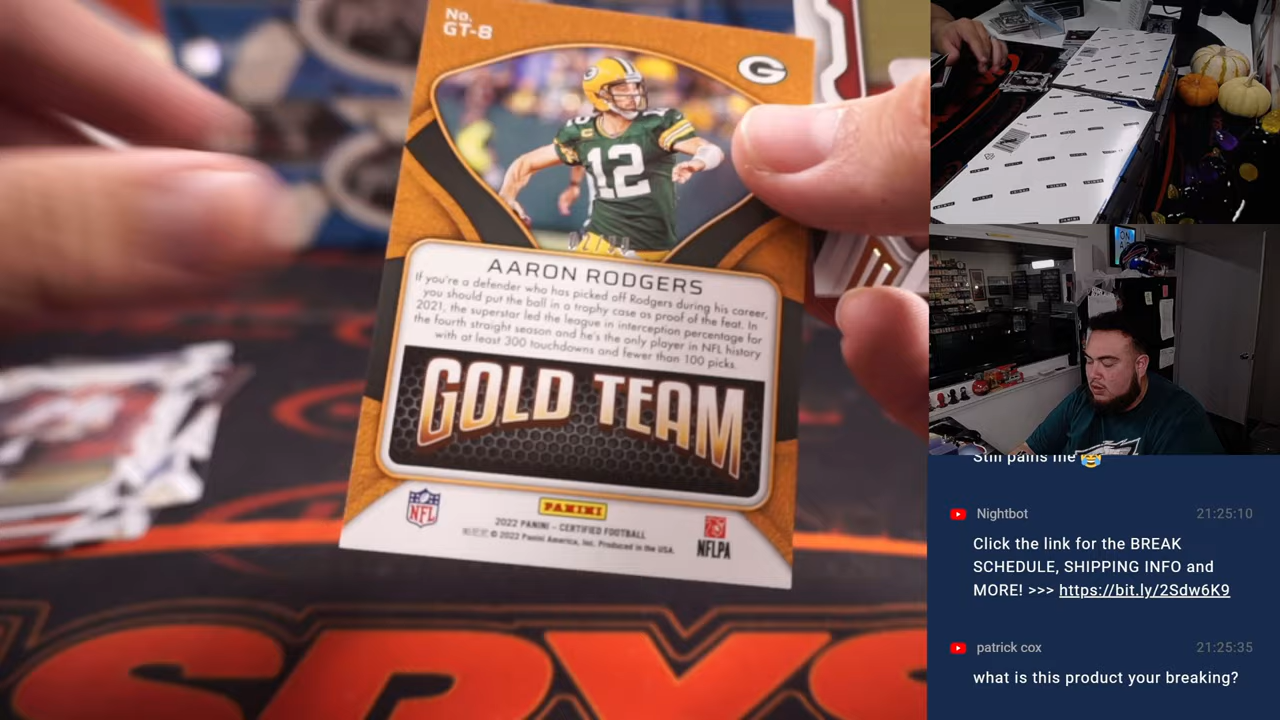 No.
GT-8
G
12
AARON RODGERS
If you're a defender who has picked off Rodgers during his career,
you should put the ball in a trophy case as proof of the feat. In
2021, the superstar led the league in interception percentage for
the fourth straight season and he's the only player in NFL history
with at least 300 touchdowns and fewer than 100 picks.
GOLD TEAM
NFL
PANINI
2022 PANINI – CERTIFIED FOOTBALL
© 2022 Panini America, Inc. Produced in the USA.
NFLPA
ON
Still pains me
Nightbot
21:25:10
Click the link for the BREAK
SCHEDULE, SHIPPING INFO and
MORE! >>> https://bit.ly/2Sdw6K9
patrick cox
21:25:35
what is this product your breaking?